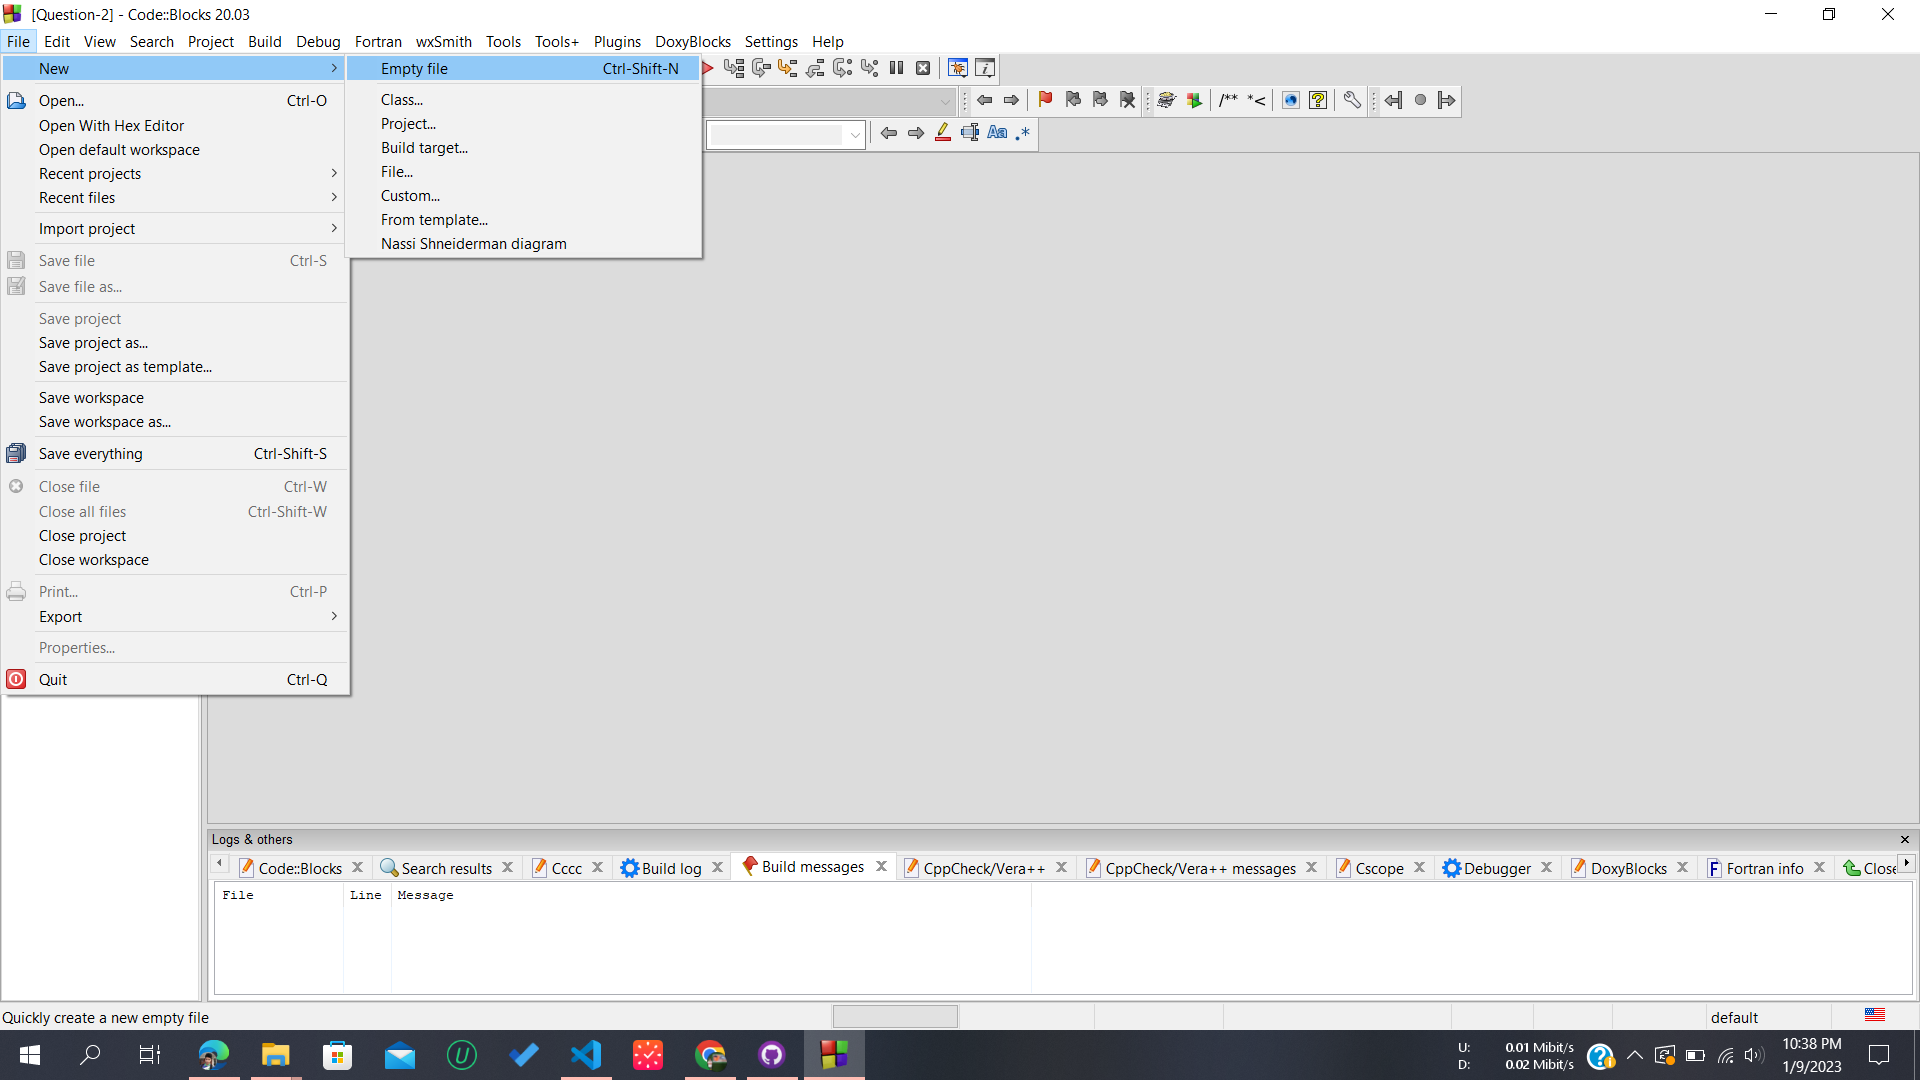 [Question-2] - Code::Blocks 20.03
File Edit View Search Project Build Debug Fortran wxSmith Tools Tools+ Plugins DoxyBlocks Settings Help
New
Open... Ctrl-O
Open With Hex Editor
Open default workspace
Recent projects
Recent files
Import project
Save file Ctrl-S
Save file as...
Save project
Save project as...
Save project as template...
Save workspace
Save workspace as...
Save everything Ctrl-Shift-S
Close file Ctrl-W
Close all files Ctrl-Shift-W
Close project
Close workspace
Print... Ctrl-P
Export
Properties...
Quit Ctrl-Q
Empty file Ctrl-Shift-N
Class...
Project...
Build target...
File...
Custom...
From template...
Nassi Shneiderman diagram
/** *<
Aa .*
Logs & others
Code::Blocks Search results Cccc Build log Build messages CppCheck/Vera++ CppCheck/Vera++ messages Cscope Debugger DoxyBlocks Fortran info Close
File Line Message
Quickly create a new empty file
default
U: 0.01 Mibit/s
D: 0.02 Mibit/s
10:38 PM
1/9/2023